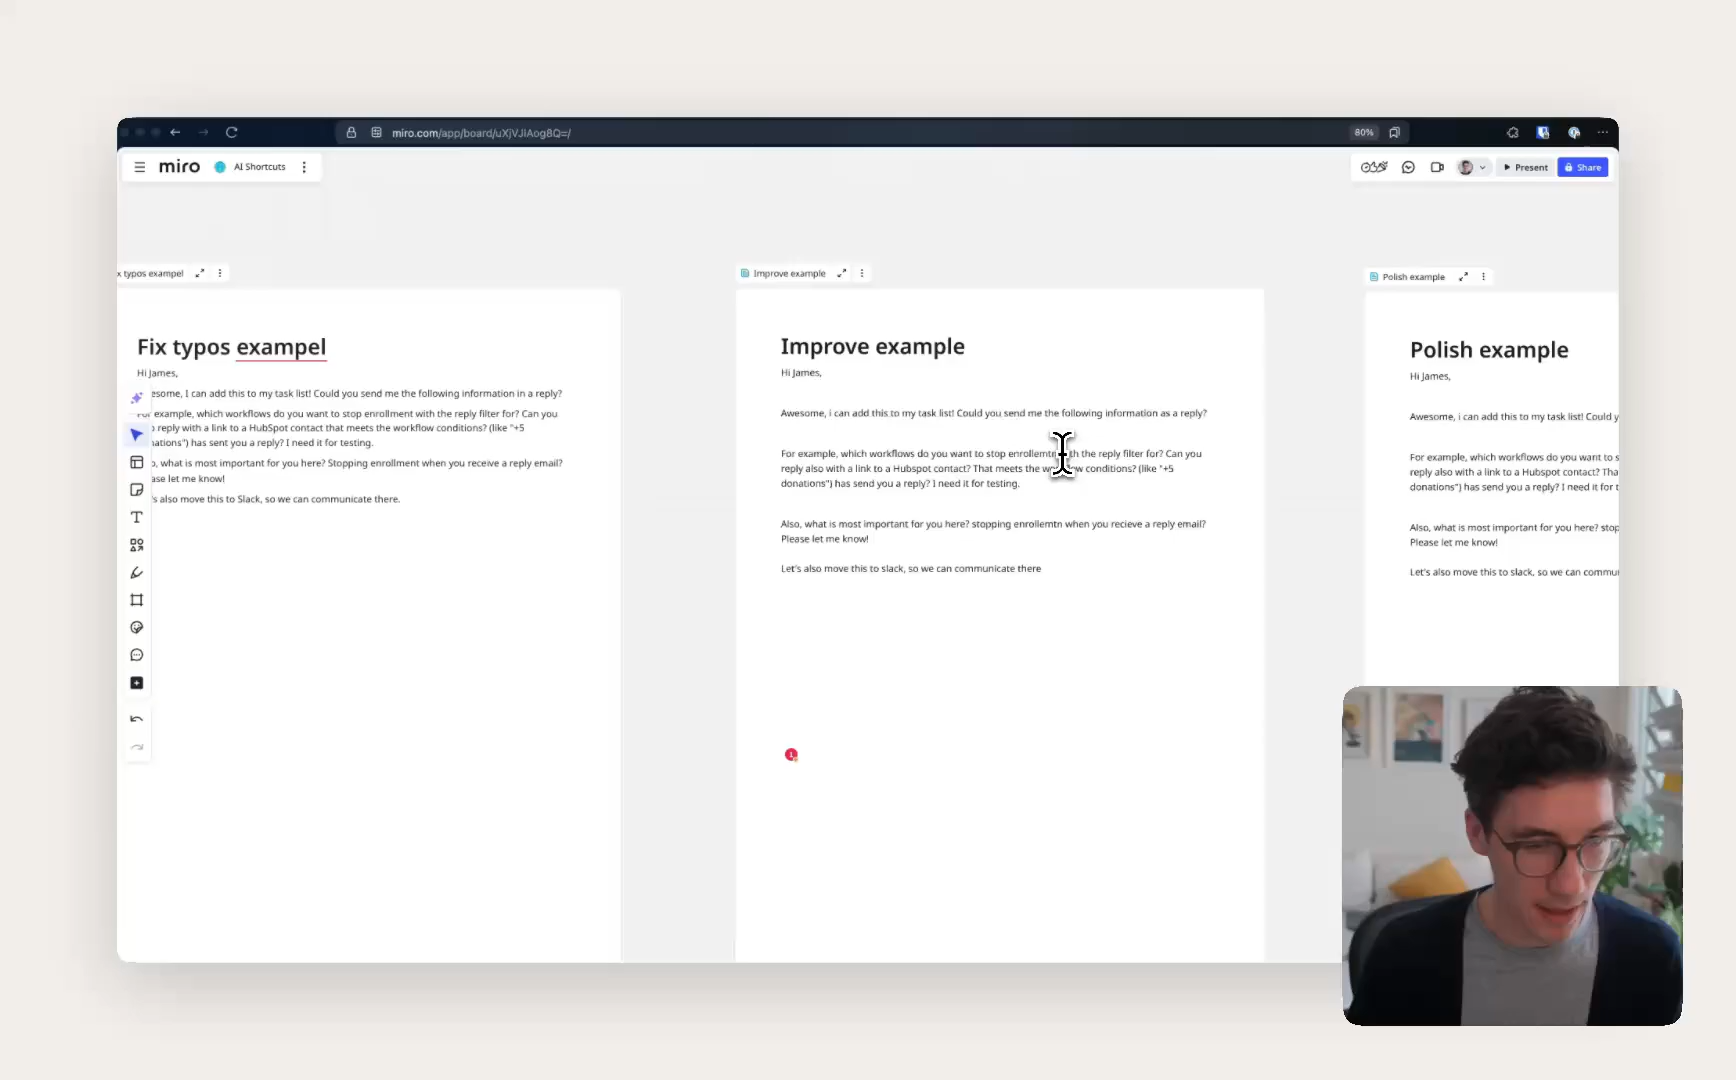 miro.com/app/board/uXjVJIAog8Q=/
80%
miro
AI Shortcuts
Present
Share
x typos exampel
Fix typos exampel
Hi James,
esome, I can add this to my task list! Could you send me the following information in a reply?
For example, which workflows do you want to stop enrollment with the reply filter for? Can you
reply with a link to a HubSpot contact that meets the workflow conditions? (like "+5
nations") has sent you a reply? I need it for testing.
o, what is most important for you here? Stopping enrollment when you receive a reply email?
ase let me know!
's also move this to Slack, so we can communicate there.
Improve example
Improve example
Hi James,
Awesome, i can add this to my task list! Could you send me the following information as a reply?
For example, which workflows do you want to stop enrollemtn with the reply filter for? Can you
reply also with a link to a Hubspot contact? That meets the workflow conditions? (like "+5
donations") has send you a reply? I need it for testing.
Also, what is most important for you here? stopping enrollemtn when you recieve a reply email?
Please let me know!
Let's also move this to slack, so we can communicate there
Polish example
Polish example
Hi James,
Awesome, i can add this to my task list! Could y
For example, which workflows do you want to s
reply also with a link to a Hubspot contact? Tha
donations") has send you a reply? I need it for t
Also, what is most important for you here? stop
Please let me know!
Let's also move this to slack, so we can commu